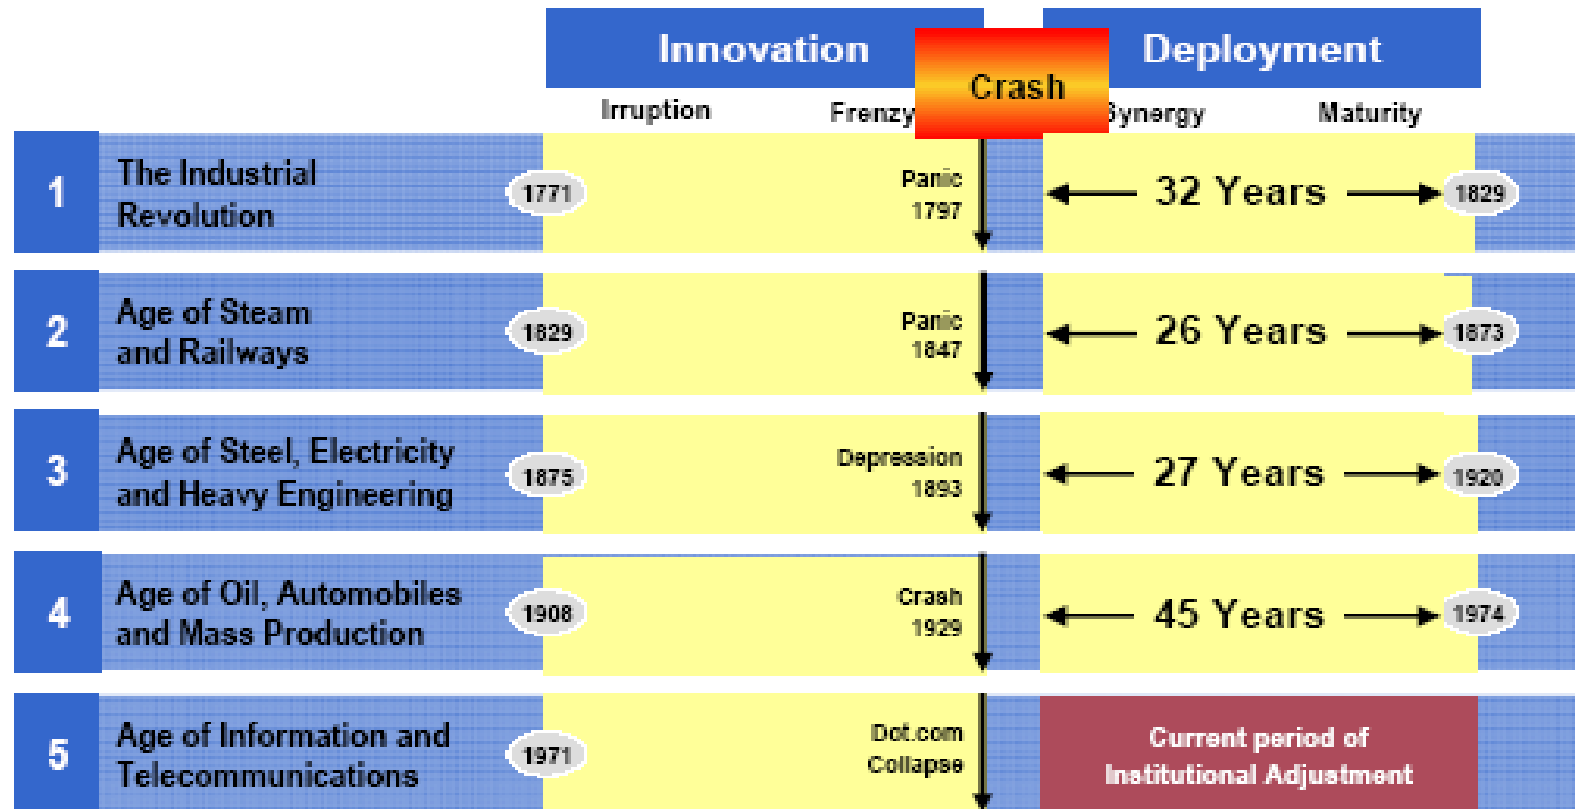 Innovation
Crash
Deployment
Irruption
Frenzy
Synergy
Maturity
1
The Industrial
Revolution
1771
Panic
1797
32 Years
1829
2
Age of Steam
and Railways
1829
Panic
1847
26 Years
1873
3
Age of Steel, Electricity
and Heavy Engineering
1875
Depression
1893
27 Years
1920
4
Age of Oil, Automobiles
and Mass Production
1908
Crash
1929
45 Years
1974
5
Age of Information and
Telecommunications
1971
Dot.com
Collapse
Current period of
Institutional Adjustment